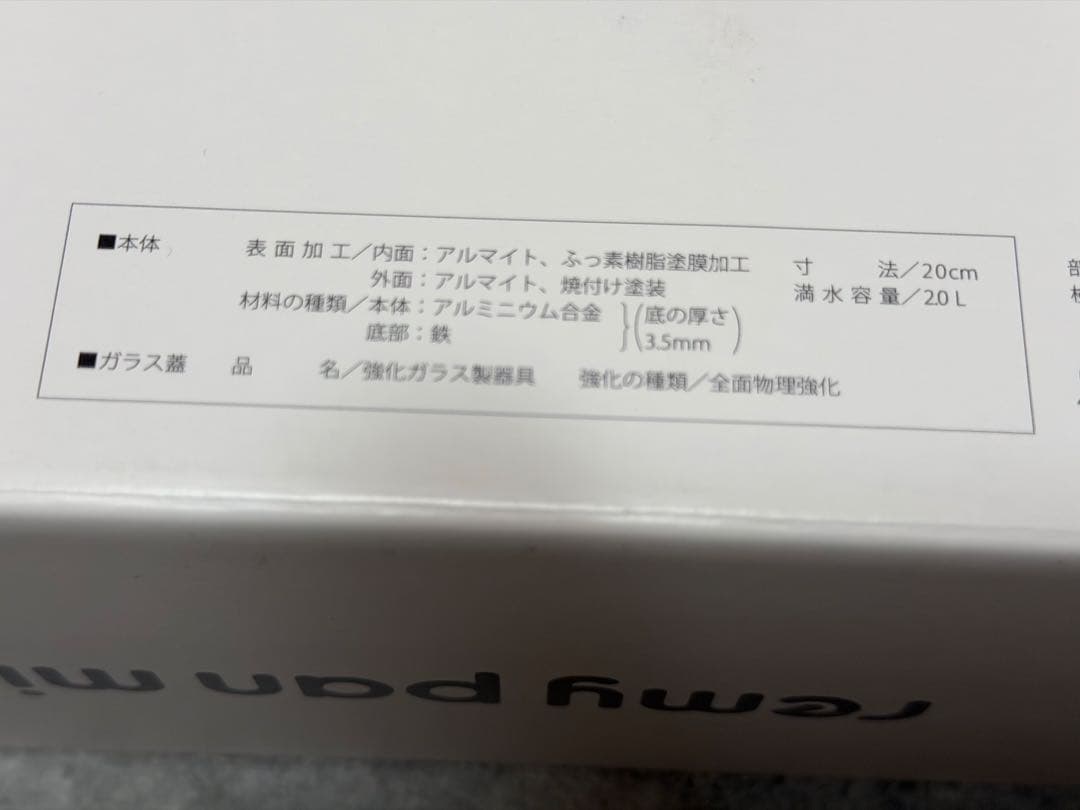 ■本体 表面加工／内面：アルマイト、ふっ素樹脂塗膜加工 寸 法／20cm
外面：アルマイト、焼付け塗装 満水容量／2.0 L
材料の種類／本体：アルミニウム合金
底部：鉄
(底の厚さ
3.5mm)
■ガラス蓋 品 名／強化ガラス製器具 強化の種類／全面物理強化
部
remy pan mi